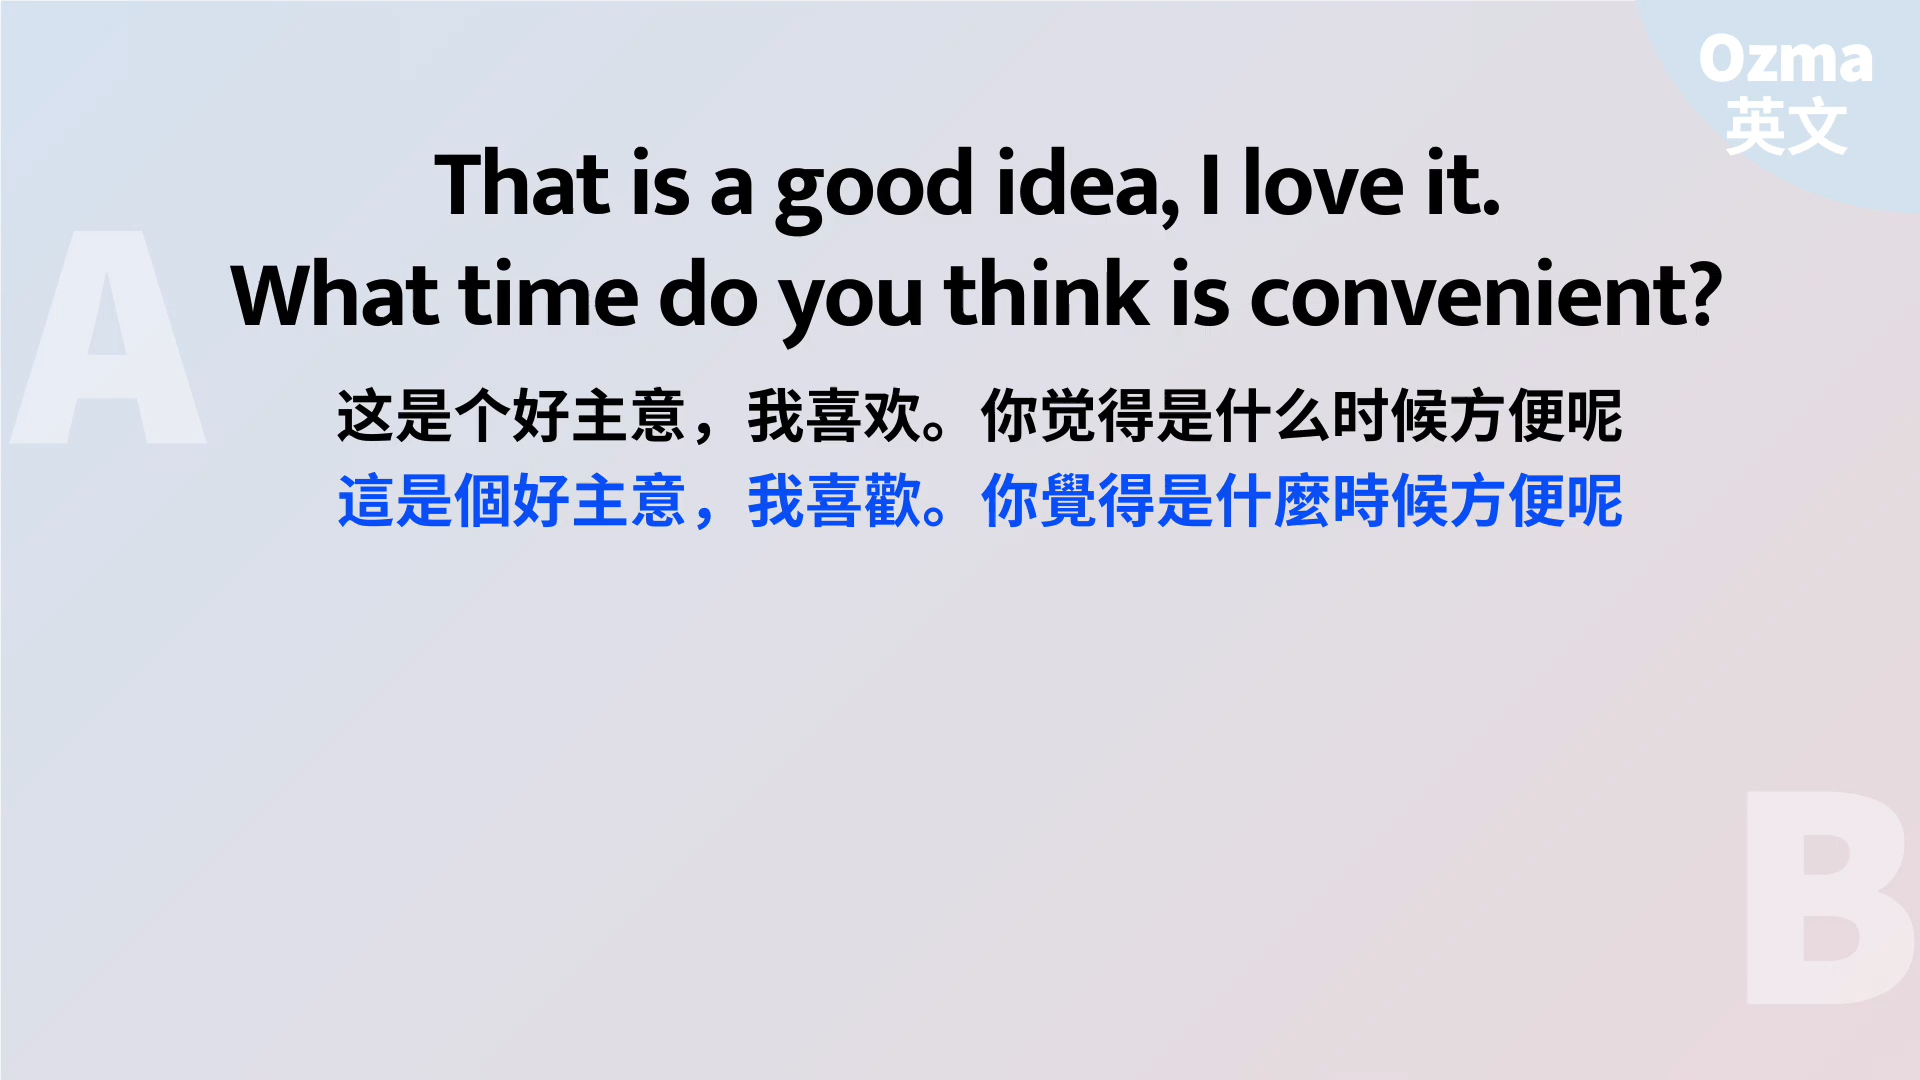 Ozma
英文
A
That is a good idea, I love it.
What time do you think is convenient?
这是个好主意，我喜欢。你觉得是什么时候方便呢
這是個好主意，我喜歡。你覺得是什麼時候方便呢
B